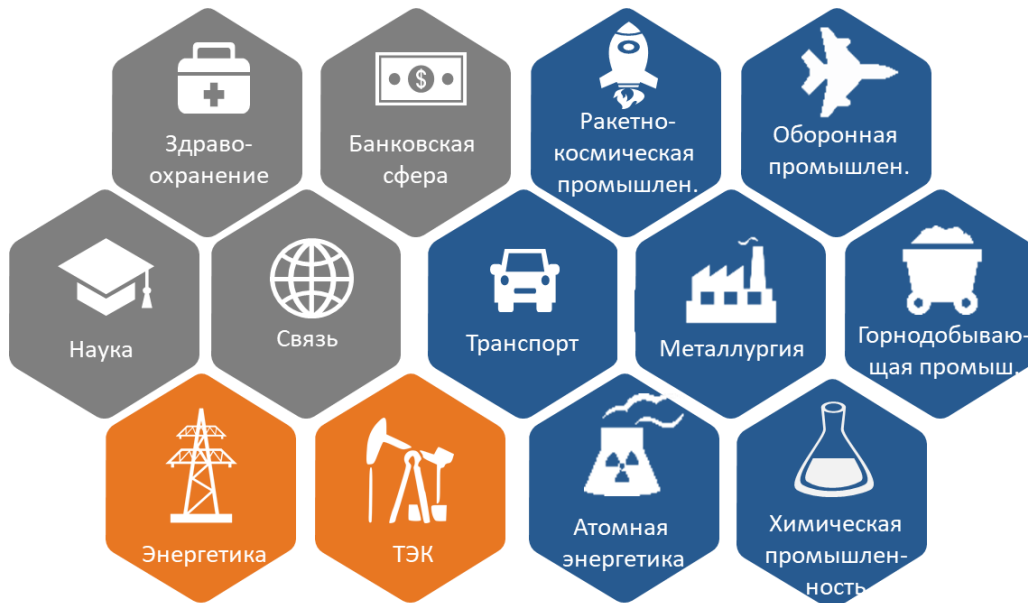 Здраво-
охранение
Банковская
сфера
$
Ракетно-
космическая
промышлен.
Оборонная
промышлен.
Наука
Связь
Транспорт
Металлургия
Горнодобываю-
щая промыш.
Энергетика
ТЭК
Атомная
энергетика
Химическая
промышлен-
ность